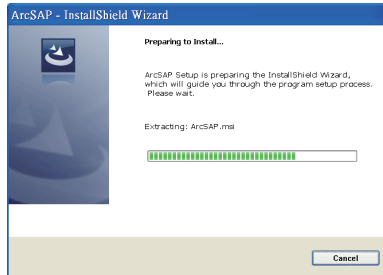 ArcSAP - InstallShield Wizard
Preparing to Install...
ArcSAP Setup is preparing the InstallShield Wizard,
which will guide you through the program setup process.
Please wait.
Extracting: ArcSAP.msi
Cancel